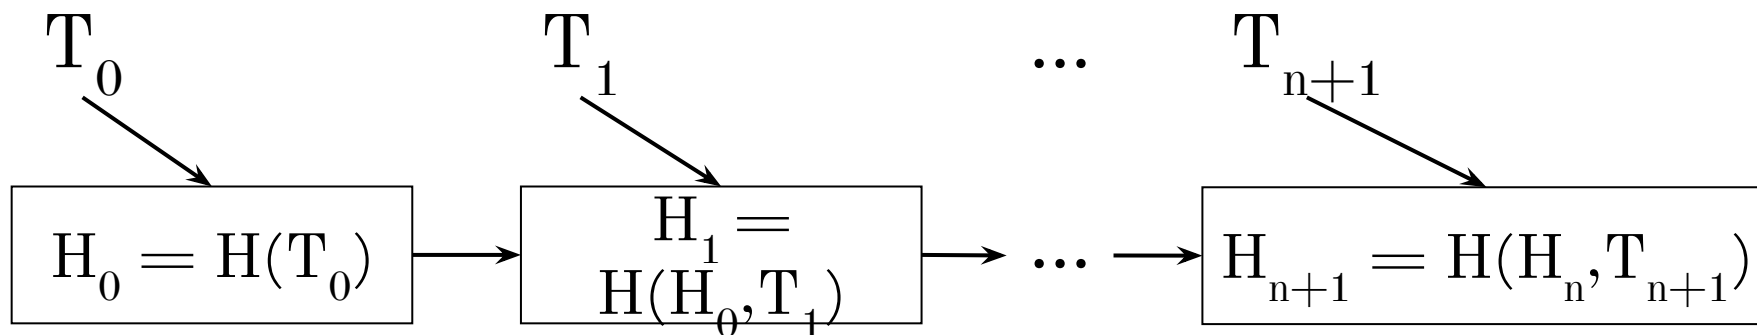 T₀ T₁ ... Tₙ₊₁
H₀ = H(T₀)
H₁ =
H(H₀,T₁)
...
Hₙ₊₁ = H(Hₙ,Tₙ₊₁)